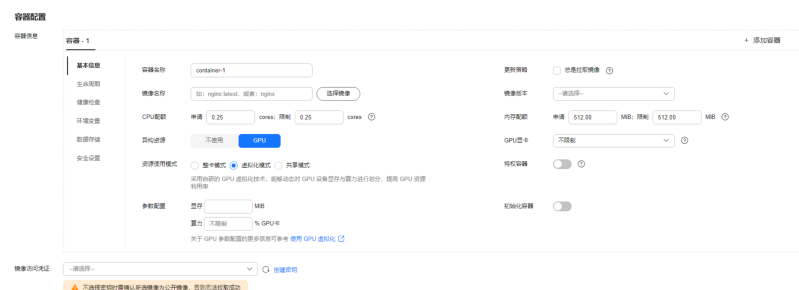 容器配置
容器信息
容器 - 1
+ 添加容器
基本信息
生命周期
健康检查
环境变量
数据存储
安全设置
容器名称
container-1
更新策略
总是拉取镜像
镜像名称
如：nginx:latest，或者：nginx
选择镜像
镜像版本
--请选择--
CPU配额
申请 0.25 cores; 限制 0.25 cores
内存配额
申请 512.00 MiB; 限制 512.00 MiB
异构资源
不使用
GPU
GPU显卡
不限制
资源使用模式
整卡模式
虚拟化模式
共享模式
特权容器
采用自研的 GPU 虚拟化技术，能够动态对 GPU 设备显存与算力进行划分，提高 GPU 资源
利用率
参数配置
显存
MiB
初始化容器
算力 不限制 % GPU卡
关于 GPU 参数配置的更多信息可参考 使用 GPU 虚拟化
镜像访问凭证
--请选择--
创建密钥
不选择密钥时需确认所选镜像为公开镜像，否则无法拉取成功